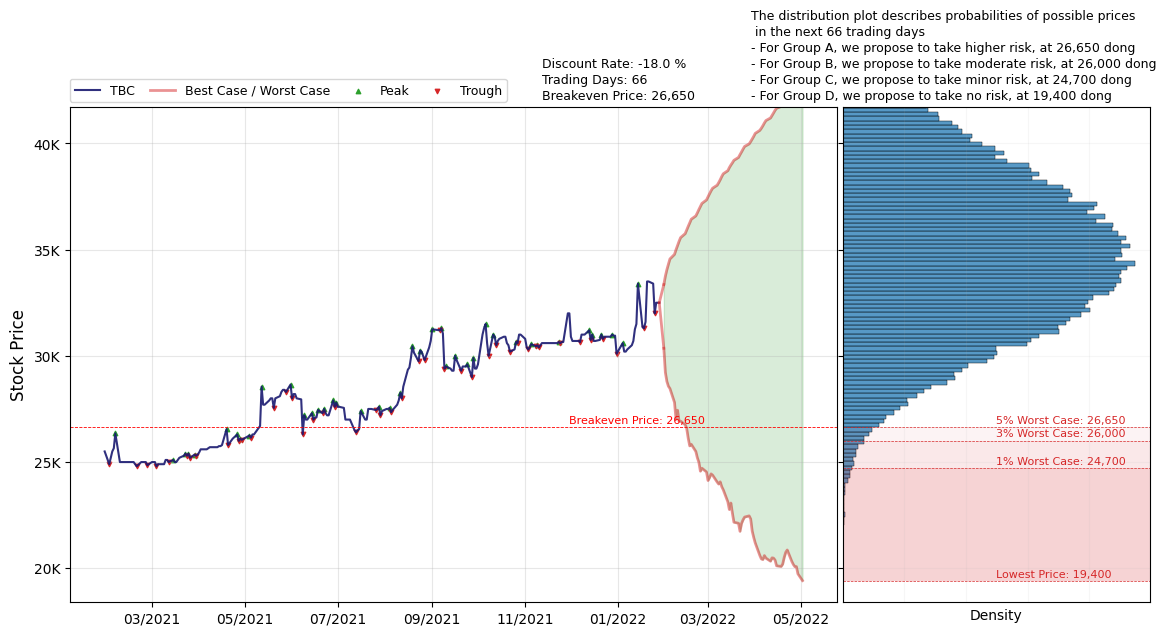 The distribution plot describes probabilities of possible prices
in the next 66 trading days
- For Group A, we propose to take higher risk, at 26,650 dong
- For Group B, we propose to take moderate risk, at 26,000 dong
- For Group C, we propose to take minor risk, at 24,700 dong
- For Group D, we propose to take no risk, at 19,400 dong
Discount Rate: -18.0 %
Trading Days: 66
Breakeven Price: 26,650
TBC
Best Case / Worst Case
Peak
Trough
Stock Price
40K
35K
30K
25K
20K
Breakeven Price: 26,650
5% Worst Case: 26,650
3% Worst Case: 26,000
1% Worst Case: 24,700
Lowest Price: 19,400
03/2021
05/2021
07/2021
09/2021
11/2021
01/2022
03/2022
05/2022
Density